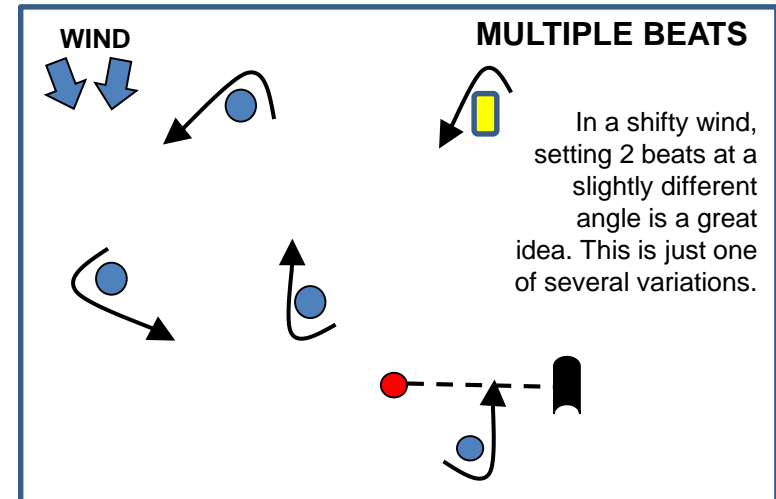 WIND
MULTIPLE BEATS
In a shifty wind,
setting 2 beats at a
slightly different
angle is a great
idea. This is just one
of several variations.